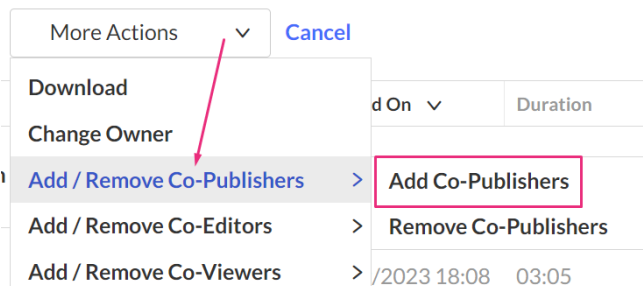 More Actions Cancel
Download
d On Duration
Change Owner
Add / Remove Co-Publishers > Add Co-Publishers
Add / Remove Co-Editors > Remove Co-Publishers
Add / Remove Co-Viewers > /2023 18:08 03:05